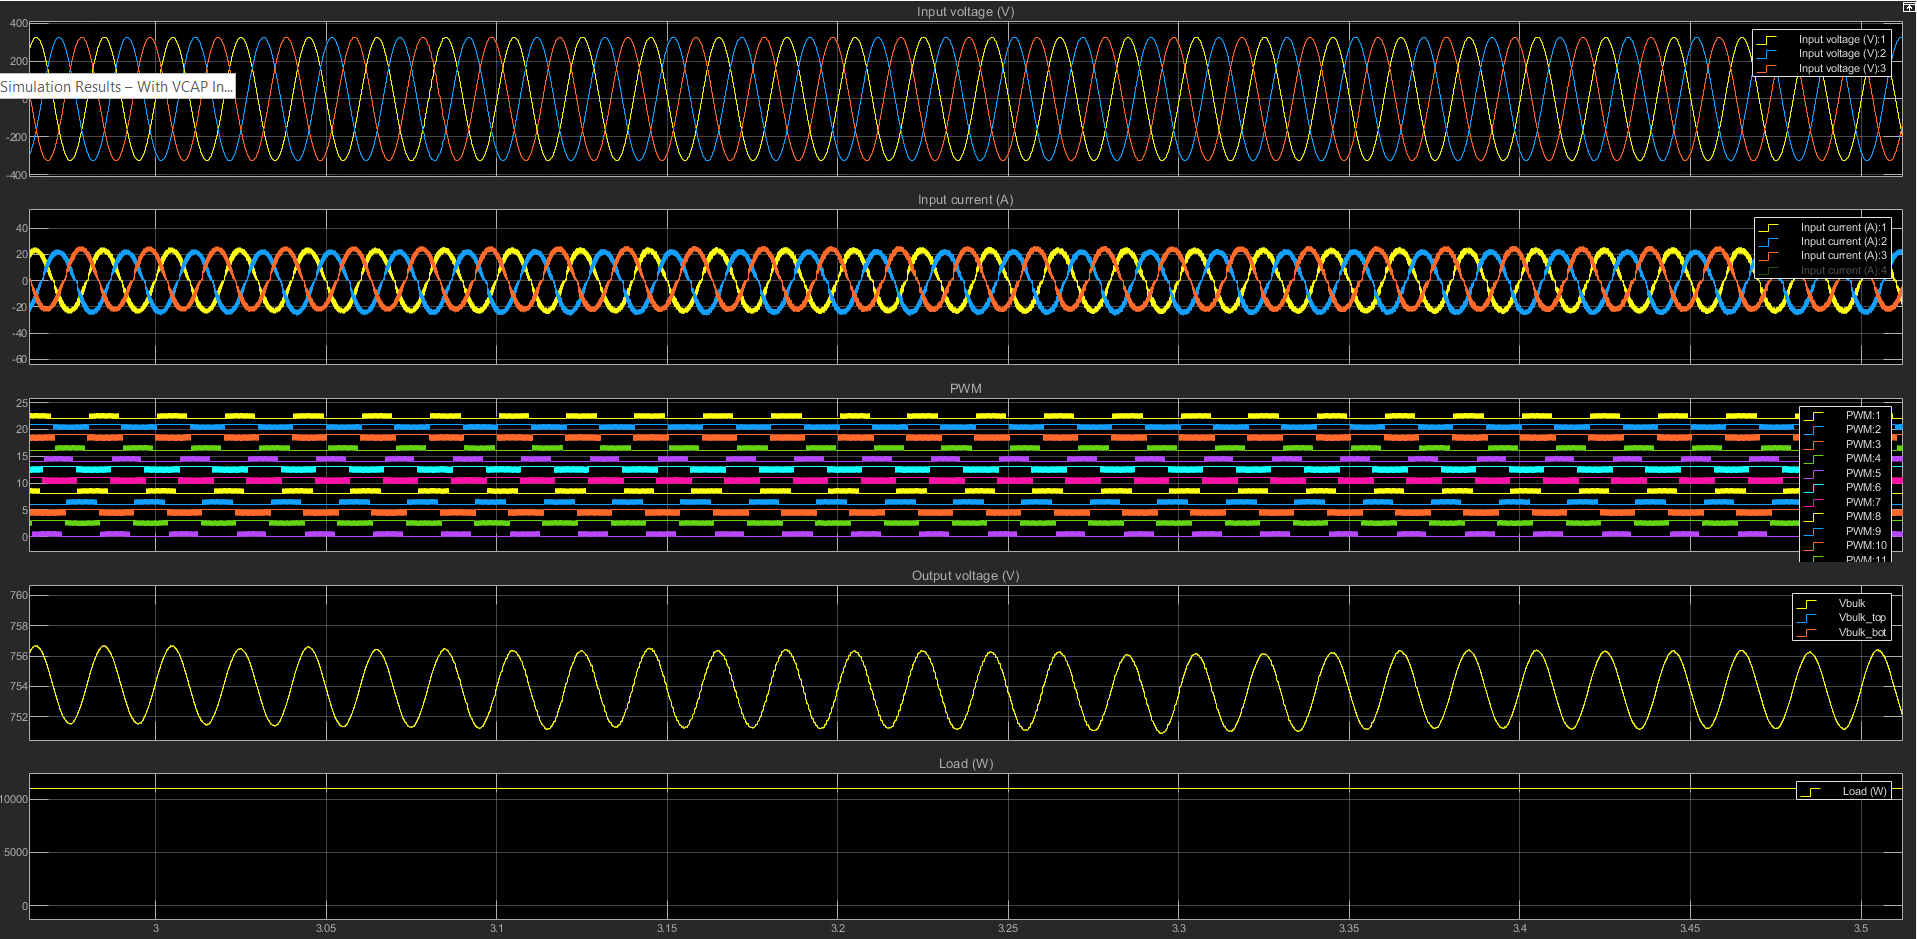 Input voltage (V)
400
200
0
-200
-400
Simulation Results – With VCAP In...
Input voltage (V):1
Input voltage (V):2
Input voltage (V):3
Input current (A)
40
20
0
-20
-40
-60
Input current (A):1
Input current (A):2
Input current (A):3
Input current (A):4
PWM
25
20
15
10
5
0
PWM:1
PWM:2
PWM:3
PWM:4
PWM:5
PWM:6
PWM:7
PWM:8
PWM:9
PWM:10
PWM:11
Output voltage (V)
760
758
756
754
752
Vbulk
Vbulk_top
Vbulk_bot
Load (W)
10000
5000
0
Load (W)
3 3.05 3.1 3.15 3.2 3.25 3.3 3.35 3.4 3.45 3.5